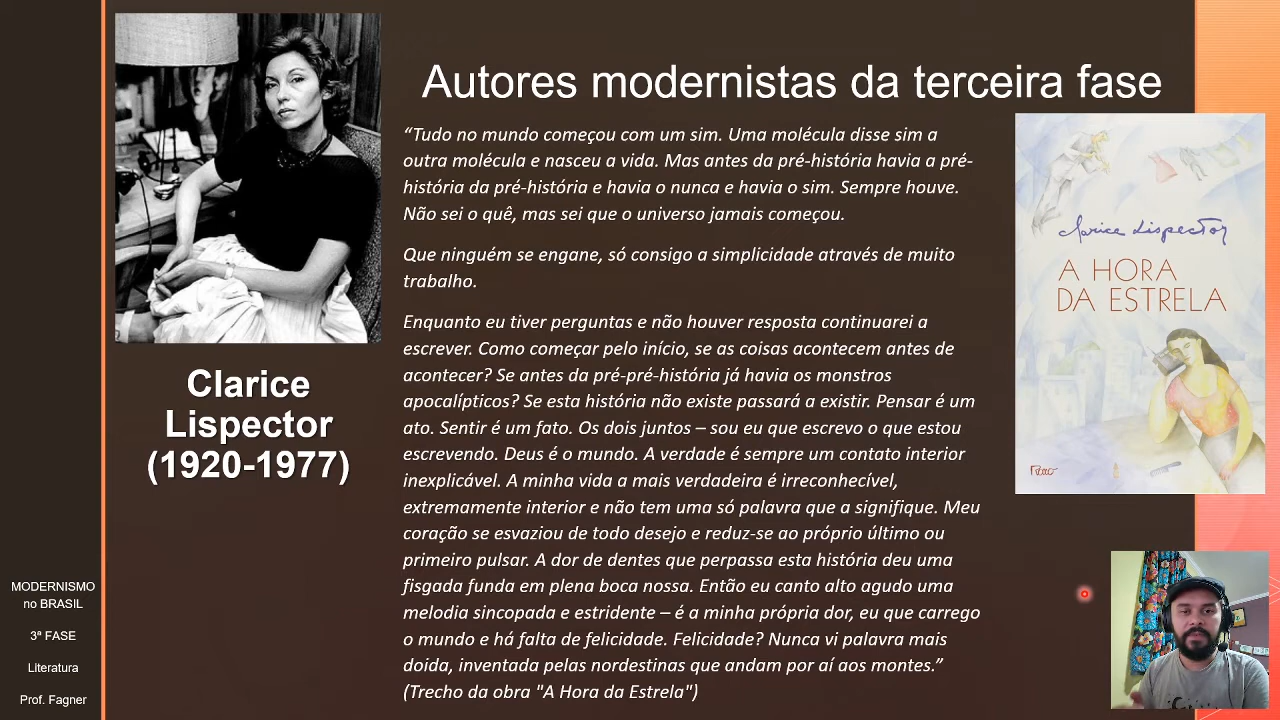 Autores modernistas da terceira fase
“Tudo no mundo começou com um sim. Uma molécula disse sim a
outra molécula e nasceu a vida. Mas antes da pré-história havia a pré-
história da pré-história e havia o nunca e havia o sim. Sempre houve.
Não sei o quê, mas sei que o universo jamais começou.
Que ninguém se engane, só consigo a simplicidade através de muito
trabalho.
Enquanto eu tiver perguntas e não houver resposta continuarei a
escrever. Como começar pelo início, se as coisas acontecem antes de
acontecer? Se antes da pré-pré-história já havia os monstros
apocalípticos? Se esta história não existe passará a existir. Pensar é um
ato. Sentir é um fato. Os dois juntos – sou eu que escrevo o que estou
escrevendo. Deus é o mundo. A verdade é sempre um contato interior
inexplicável. A minha vida a mais verdadeira é irreconhecível,
extremamente interior e não tem uma só palavra que a signifique. Meu
coração se esvaziou de todo desejo e reduz-se ao próprio último ou
primeiro pulsar. A dor de dentes que perpassa esta história deu uma
fisgada funda em plena boca nossa. Então eu canto alto agudo uma
melodia sincopada e estridente – é a minha própria dor, eu que carrego
o mundo e há falta de felicidade. Felicidade? Nunca vi palavra mais
doida, inventada pelas nordestinas que andam por aí aos montes.”
(Trecho da obra "A Hora da Estrela")
Clarice
Lispector
(1920-1977)
clarice Lispector
A HORA
DA ESTRELA
MODERNISMO
no BRASIL
3ª FASE
Literatura
Prof. Fagner